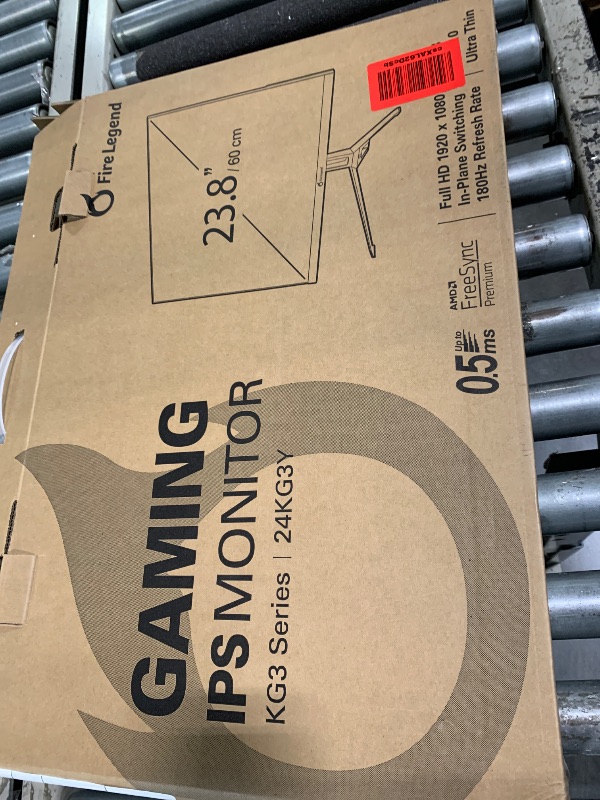 Fire Legend
23.8"/60 cm
csXAL62Dc6b
Full HD 1920 x 1080
In-Plane Switching
180Hz Refresh Rate
Ultra Thin
AMD
FreeSync
Premium
Up to
0.5ms
GAMING
IPS MONITOR
KG3 Series | 24KG3Y